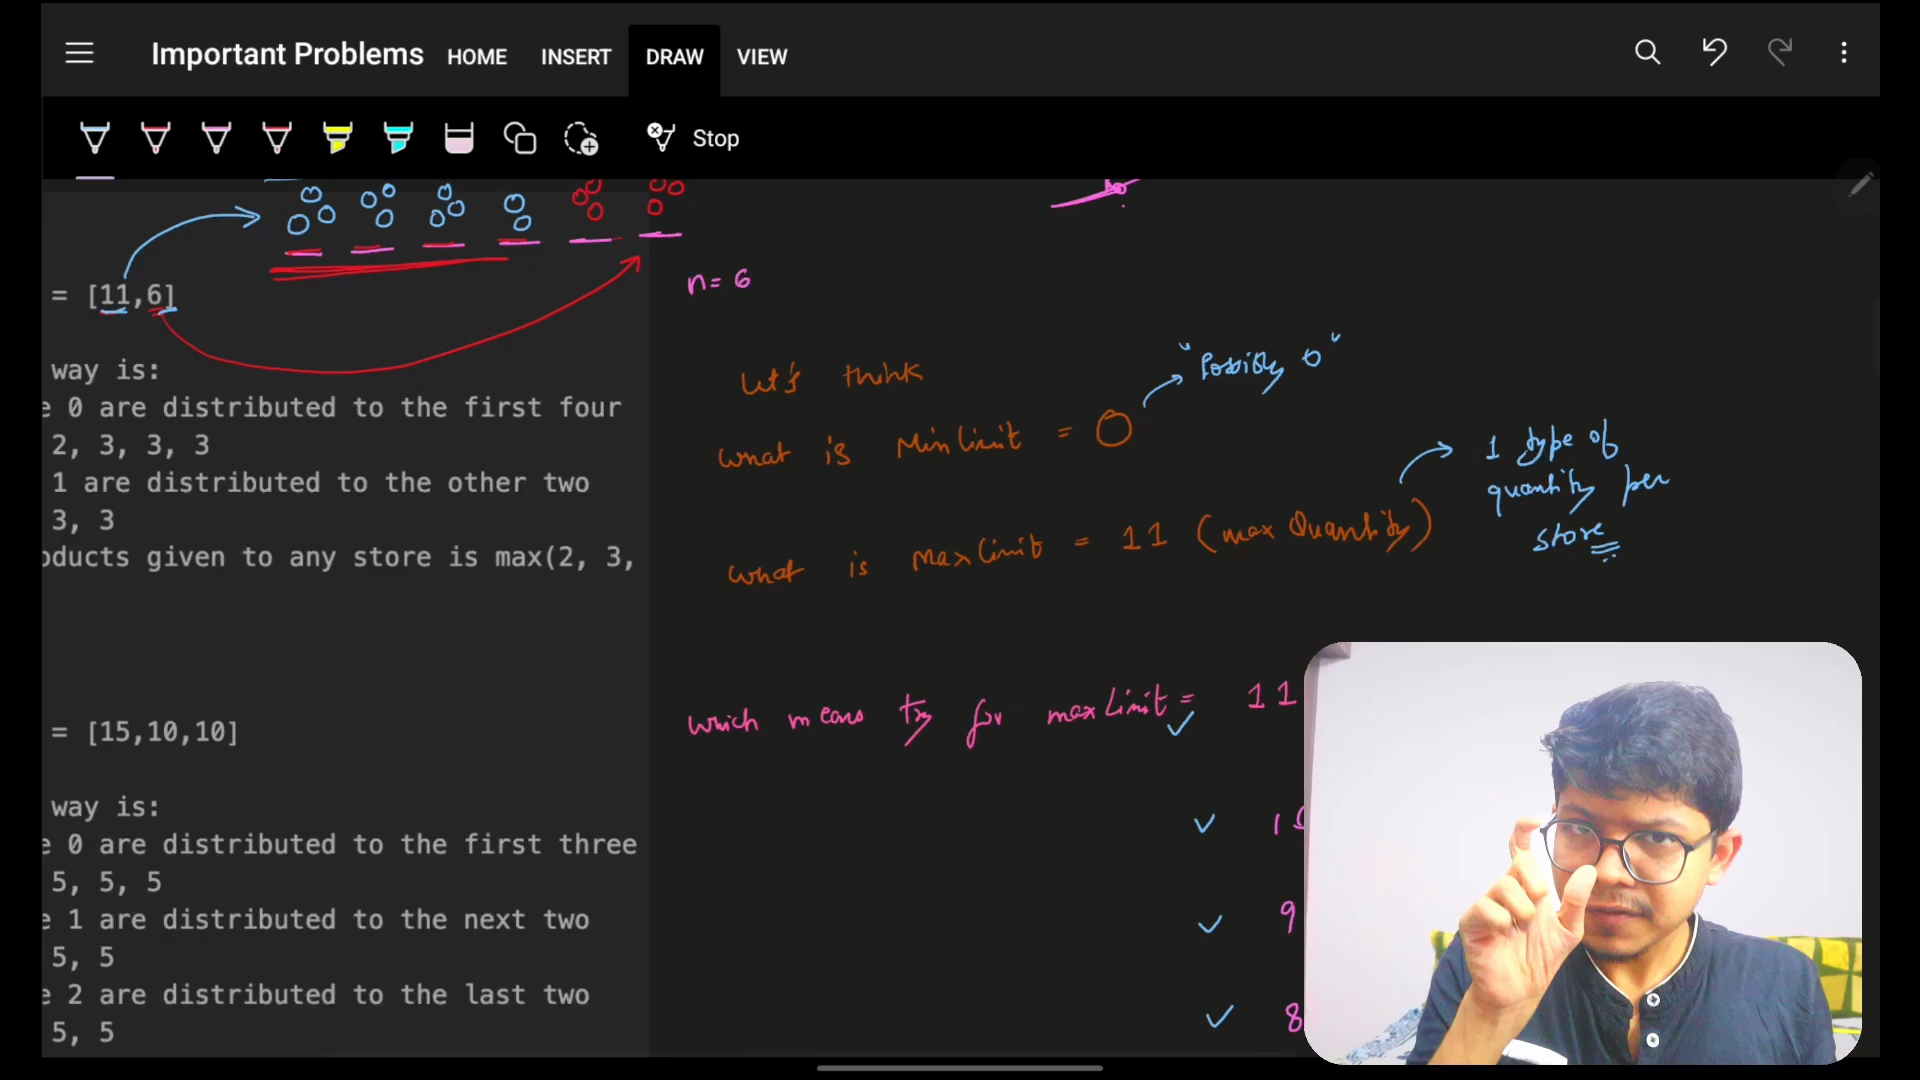 Important Problems HOME INSERT DRAW VIEW
Stop
n = 6
= [11,6]
way is:
e 0 are distributed to the first four
2, 3, 3, 3
1 are distributed to the other two
3, 3
oducts given to any store is max(2, 3,
= [15,10,10]
way is:
e 0 are distributed to the first three
5, 5, 5
e 1 are distributed to the next two
5, 5
e 2 are distributed to the last two
5, 5
Let's think
"Possibly 0"
what is Min limit = 0
1 type of
quantity per
store
what is Max limit = 11 (max Quantity)
which means try for max limit = 11
9
8